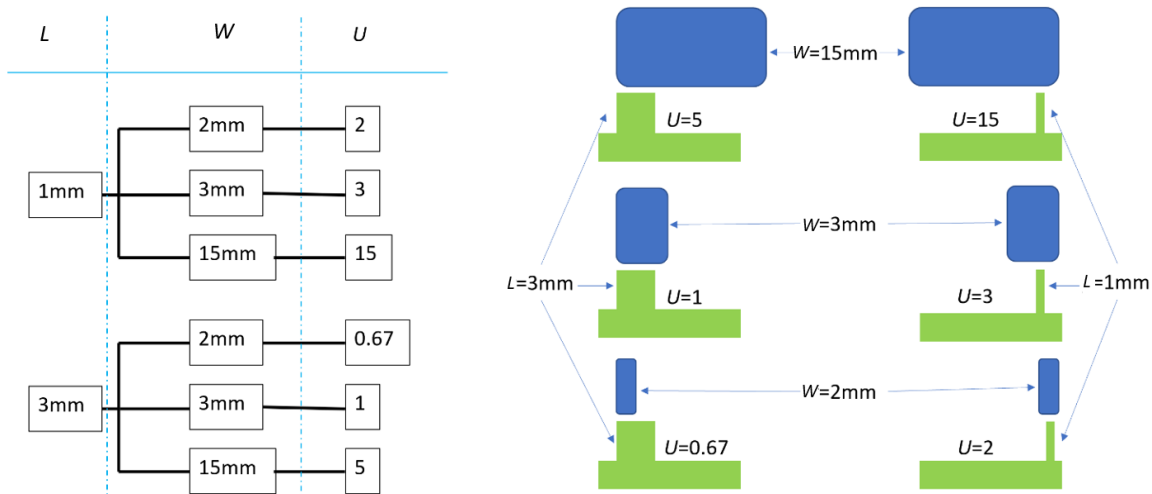 L W U
2mm 2
1mm 3mm 3
15mm 15
2mm 0.67
3mm 3mm 1
15mm 5
W=15mm
U=5 U=15
W=3mm
L=3mm L=1mm
U=1 U=3
W=2mm
U=0.67 U=2